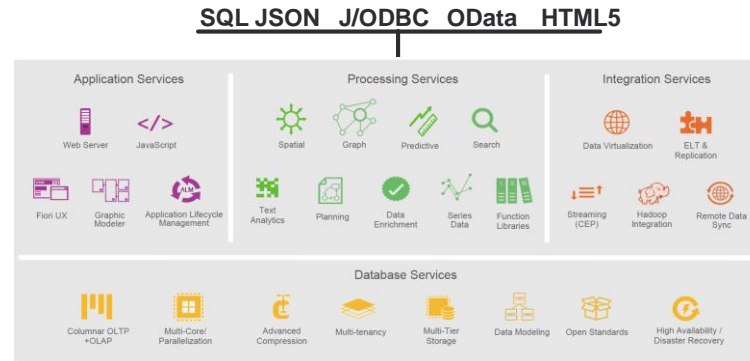 SQL JSON J/ODBC OData HTML5
Application Services
Web Server
JavaScript
</>
Fiori UX
Graphic
Modeler
ALM
Application Lifecycle
Management
Processing Services
Spatial
Graph
Predictive
Search
Text
Analytics
Planning
Data
Enrichment
Series
Data
Function
Libraries
Integration Services
Data Virtualization
ELT &
Replication
Streaming
(CEP)
Hadoop
Integration
Remote Data
Sync
Database Services
Columnar OLTP
+OLAP
Multi-Core/
Parallelization
Advanced
Compression
Multi-tenancy
Multi-Tier
Storage
Data Modeling
Open Standards
High Availability /
Disaster Recovery